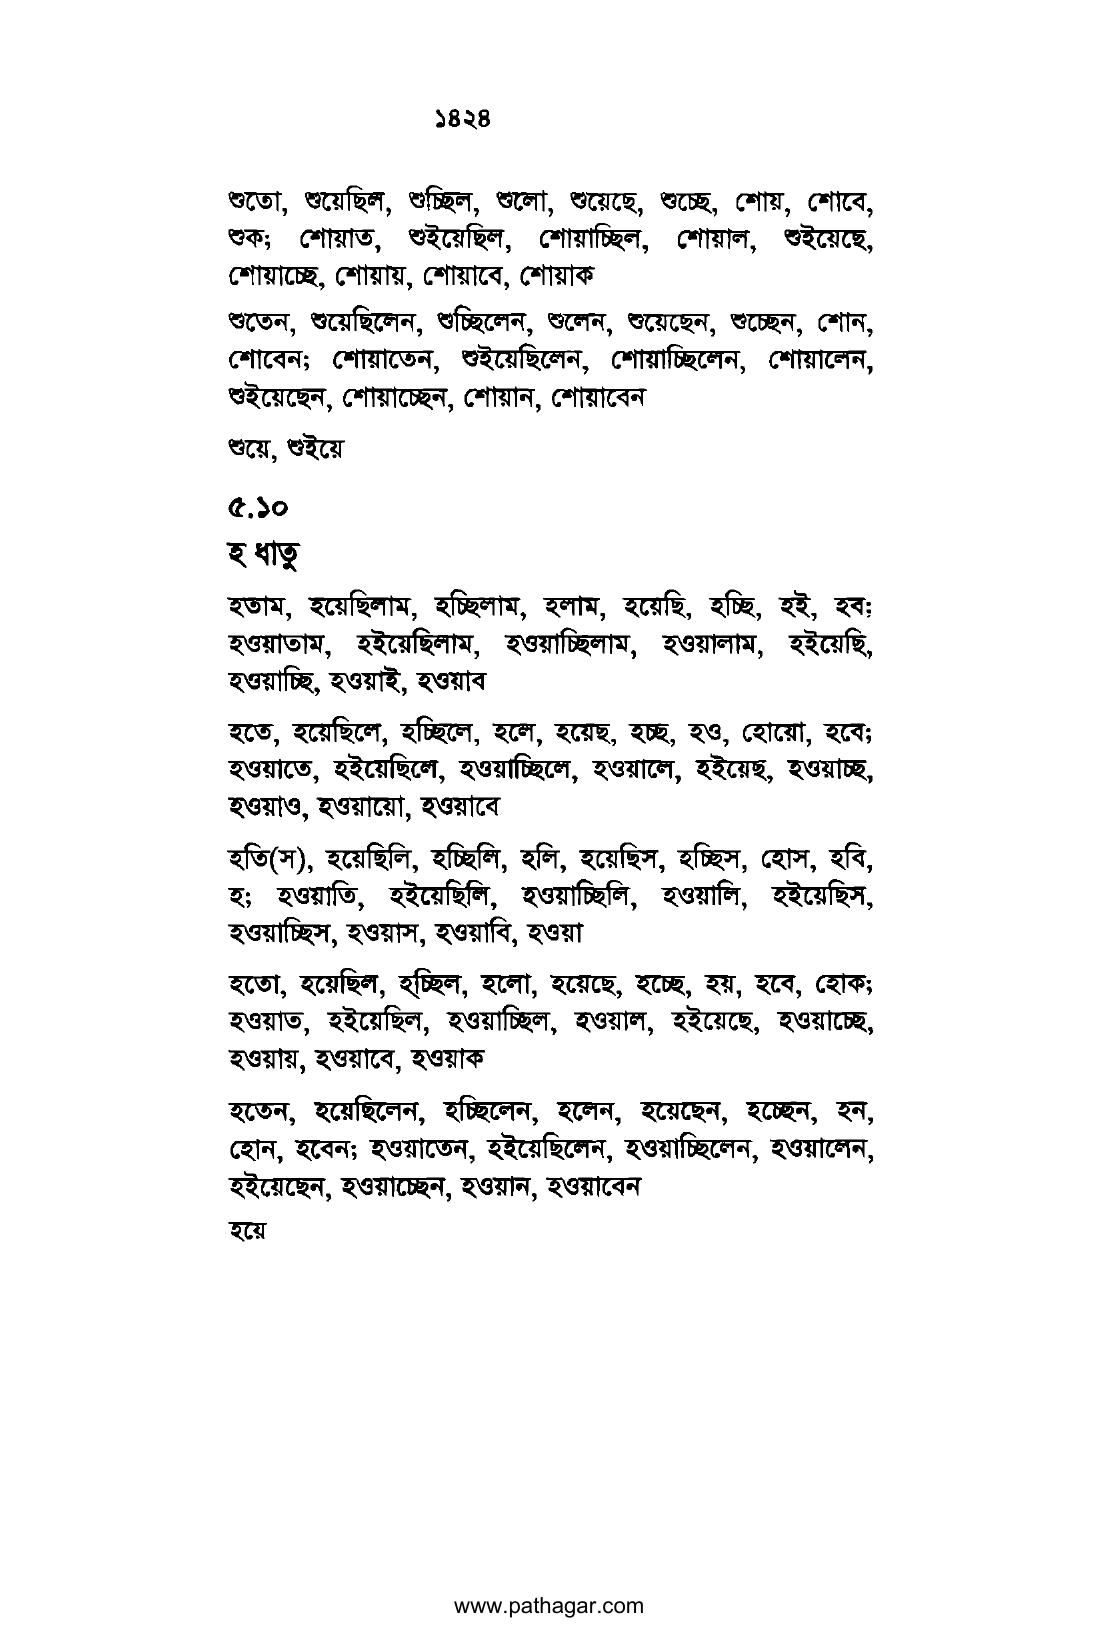 ১৪২৪
শুতো, শুয়েছিল, শুচ্ছিল, শুলো, শুয়েছে, শুচ্ছে, শোয়, শোবে,
শুক; শোয়াত, শুইয়েছিল, শোয়াচ্ছিল, শোয়াল, শুইয়েছে,
শোয়াচ্ছে, শোয়ায়, শোয়াবে, শোয়াক
শুতেন, শুয়েছিলেন, শুচ্ছিলেন, শুলেন, শুয়েছেন, শুচ্ছেন, শোন,
শোবেন; শোয়াতেন, শুইয়েছিলেন, শোয়াচ্ছিলেন, শোয়ালেন,
শুইয়েছেন, শোয়াচ্ছেন, শোয়ান, শোয়াবেন
শুয়ে, শুইয়ে
৫.১০
হ ধাতু
হতাম, হয়েছিলাম, হচ্ছিলাম, হলাম, হয়েছি, হচ্ছি, হই, হব;
হওয়াতাম, হইয়েছিলাম, হওয়াচ্ছিলাম, হওয়ালাম, হইয়েছি,
হওয়াচ্ছি, হওয়াই, হওয়াব
হতে, হয়েছিলে, হচ্ছিলে, হলে, হয়েছ, হচ্ছ, হও, হোয়ো, হবে;
হওয়াতে, হইয়েছিলে, হওয়াচ্ছিলে, হওয়ালে, হইয়েছ, হওয়াচ্ছ,
হওয়াও, হওয়ায়ো, হওয়াবে
হতি(স), হয়েছিলি, হচ্ছিলি, হলি, হয়েছিস, হচ্ছিস, হোস, হবি,
হ; হওয়াতি, হইয়েছিলি, হওয়াচ্ছিলি, হওয়ালি, হইয়েছিস,
হওয়াচ্ছিস, হওয়াস, হওয়াবি, হওয়া
হতো, হয়েছিল, হচ্ছিল, হলো, হয়েছে, হচ্ছে, হয়, হবে, হোক;
হওয়াত, হইয়েছিল, হওয়াচ্ছিল, হওয়াল, হইয়েছে, হওয়াচ্ছে,
হওয়ায়, হওয়াবে, হওয়াক
হতেন, হয়েছিলেন, হচ্ছিলেন, হলেন, হয়েছেন, হচ্ছেন, হন,
হোন, হবেন; হওয়াতেন, হইয়েছিলেন, হওয়াচ্ছিলেন, হওয়ালেন,
হইয়েছেন, হওয়াচ্ছেন, হওয়ান, হওয়াবেন
হয়ে
www.pathagar.com